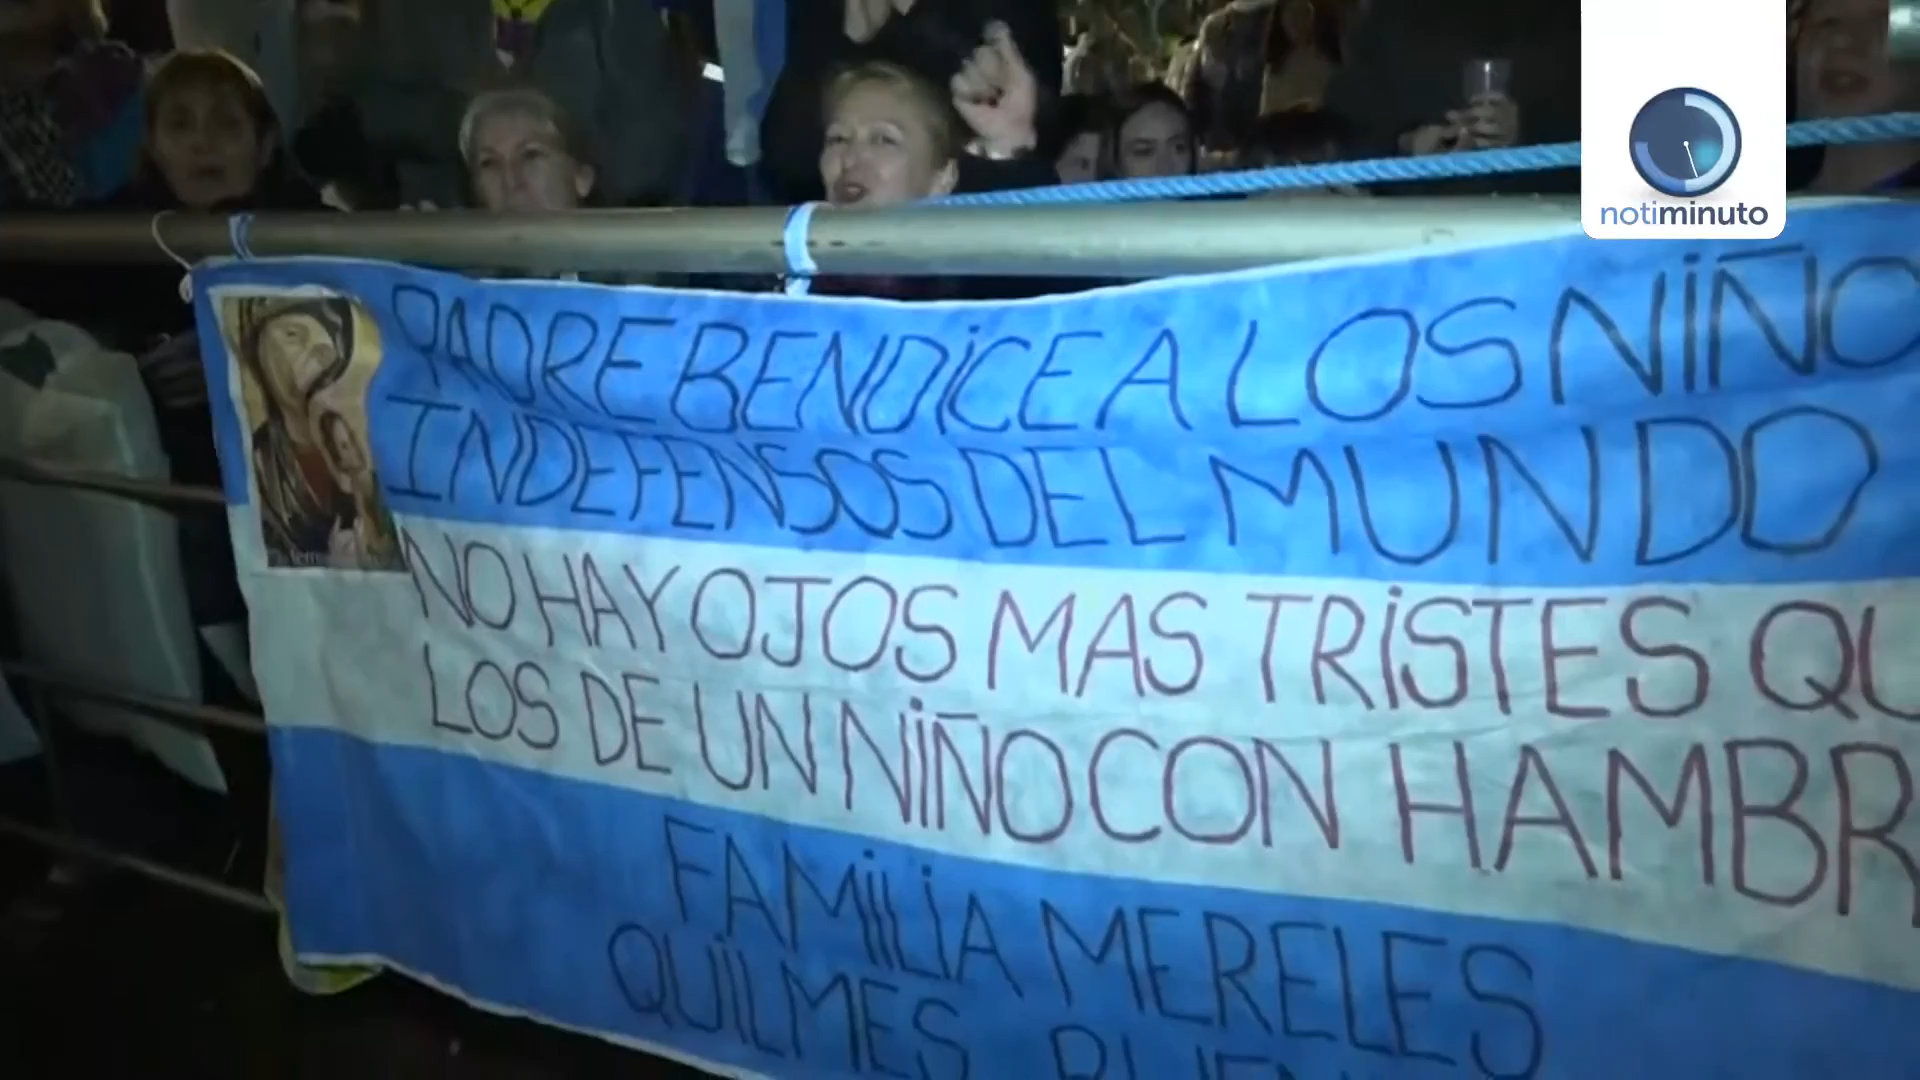 notiminuto
PADRE BENDICE A LOS NIÑO
INDEFENSOS DEL MUNDO
NO HAY OJOS MAS TRISTES QU
LOS DE UN NIÑO CON HAMBR
FAMILIA MERELES
QUILMES